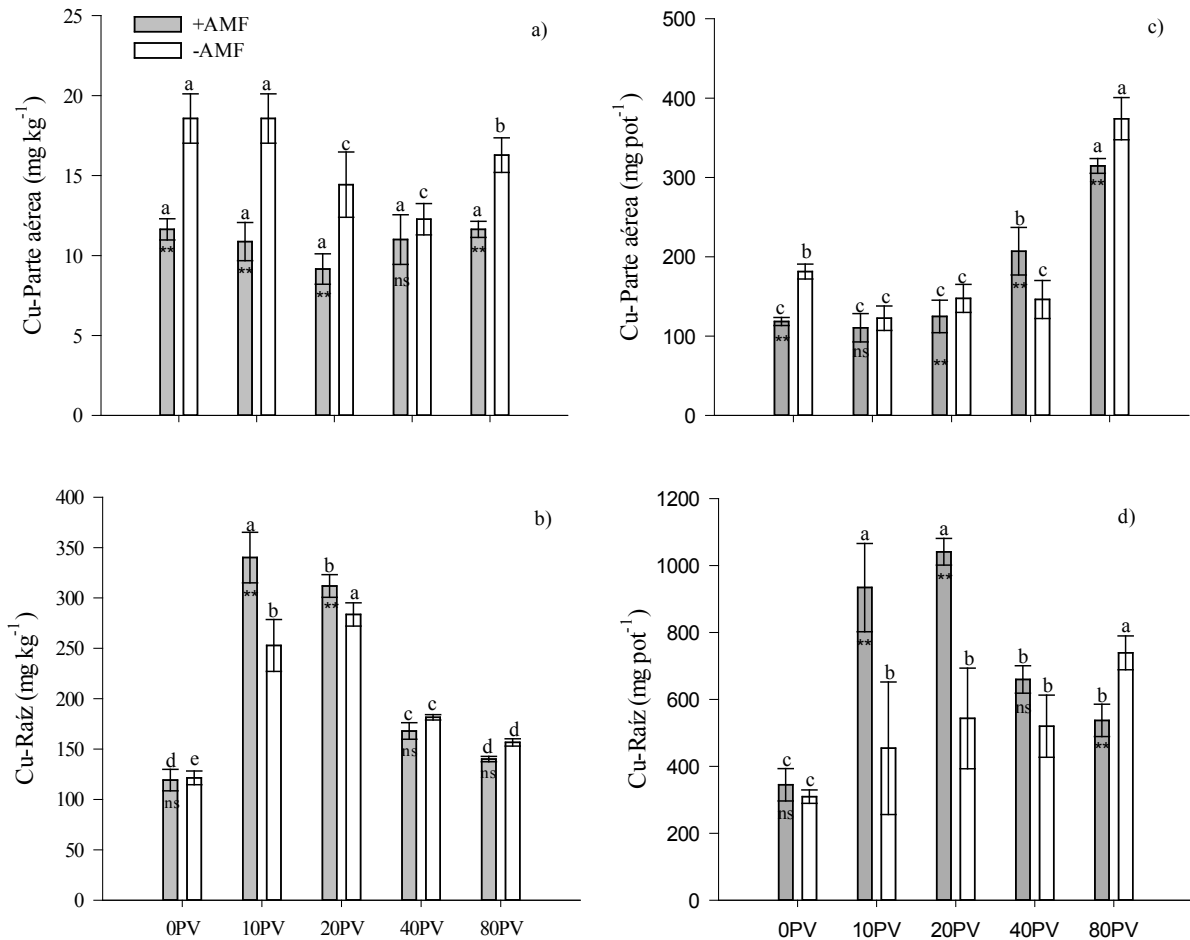 +AMF
-AMF
a)
Cu-Parte aérea (mg kg-1)
25
20
15
10
5
0
a a a a c a a c a b
** ** ** ns **
c)
Cu-Parte aérea (mg pot-1)
500
400
300
200
100
0
c b c c c c b c a a
** ns ** ** **
b)
Cu-Raíz (mg kg-1)
400
350
300
250
200
150
100
50
0
d e a b b a c c d d
ns ** ** ns ns
0PV 10PV 20PV 40PV 80PV
d)
Cu-Raíz (mg pot-1)
1200
1000
800
600
400
200
0
c c a b a b b b b a
ns ** ** ns **
0PV 10PV 20PV 40PV 80PV